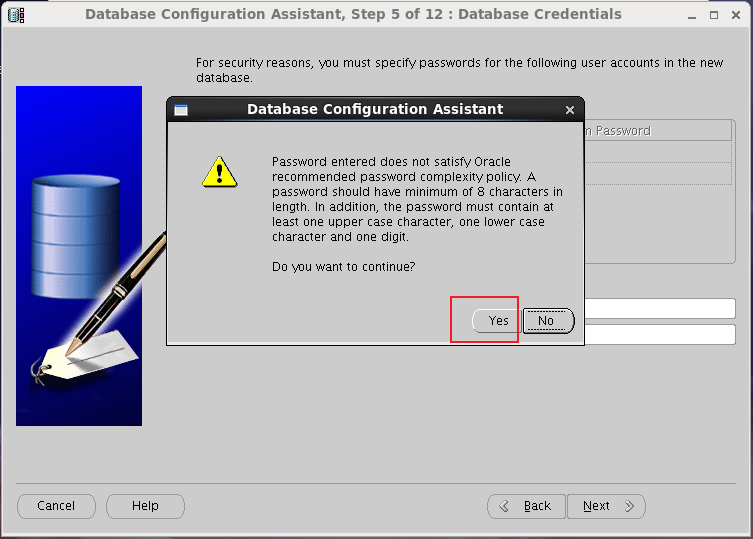 Database Configuration Assistant, Step 5 of 12 : Database Credentials
For security reasons, you must specify passwords for the following user accounts in the new
database.
Database Configuration Assistant
Password
Password entered does not satisfy Oracle
recommended password complexity policy. A
password should have minimum of 8 characters in
length. In addition, the password must contain at
least one upper case character, one lower case
character and one digit.
Do you want to continue?
Yes
No
Cancel
Help
Back
Next